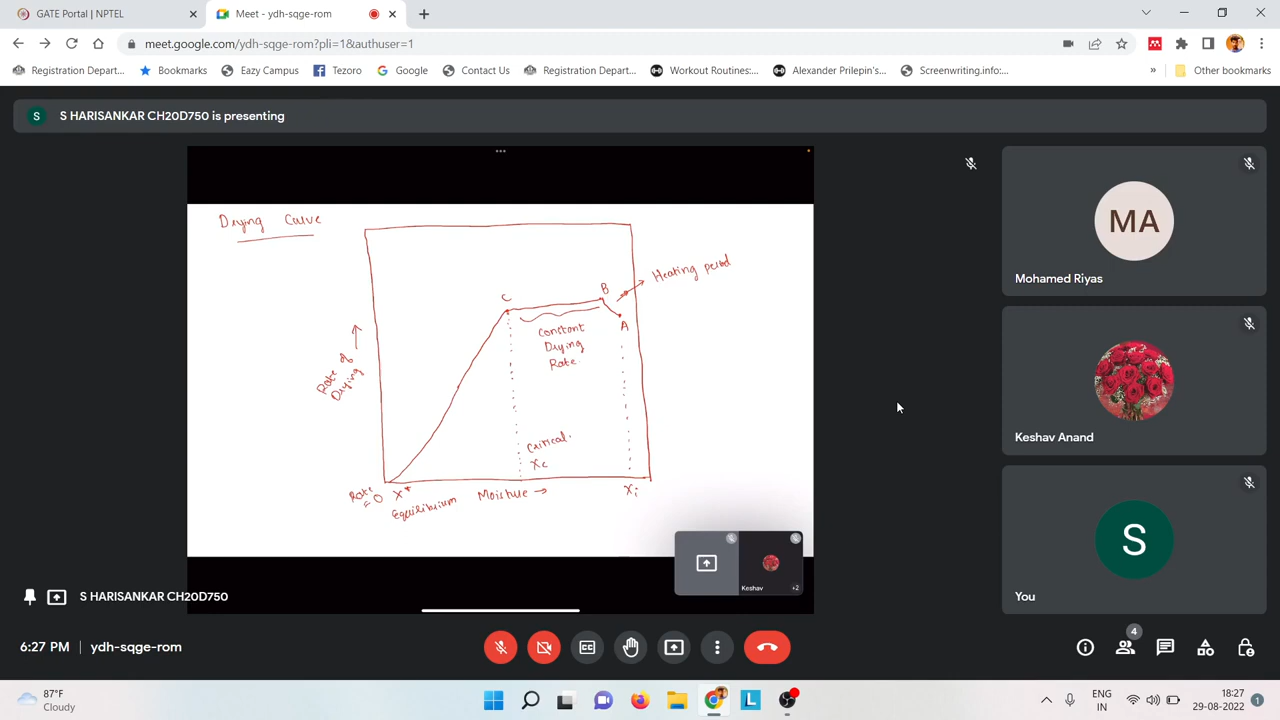 GATE Portal | NPTEL
Meet - ydh-sqge-rom
meet.google.com/ydh-sqge-rom?pli=1&authuser=1
Registration Depart...
Bookmarks
Eazy Campus
Tezoro
Google
Contact Us
Registration Depart...
Workout Routines:...
Alexander Prilepin's...
Screenwriting.info:...
»
Other bookmarks
S
S HARISANKAR CH20D750 is presenting
Drying Curve
Heating period
C
B
A
Constant
Drying
Rate
Rate of
Drying
Critical.
Xc
Rate
= 0
X*
Equilibrium
Moisture
Xi
Keshav
+2
S HARISANKAR CH20D750
MA
Mohamed Riyas
Keshav Anand
S
You
6:27 PM
ydh-sqge-rom
4
87°F
Cloudy
L
ENG
IN
18:27
29-08-2022
1